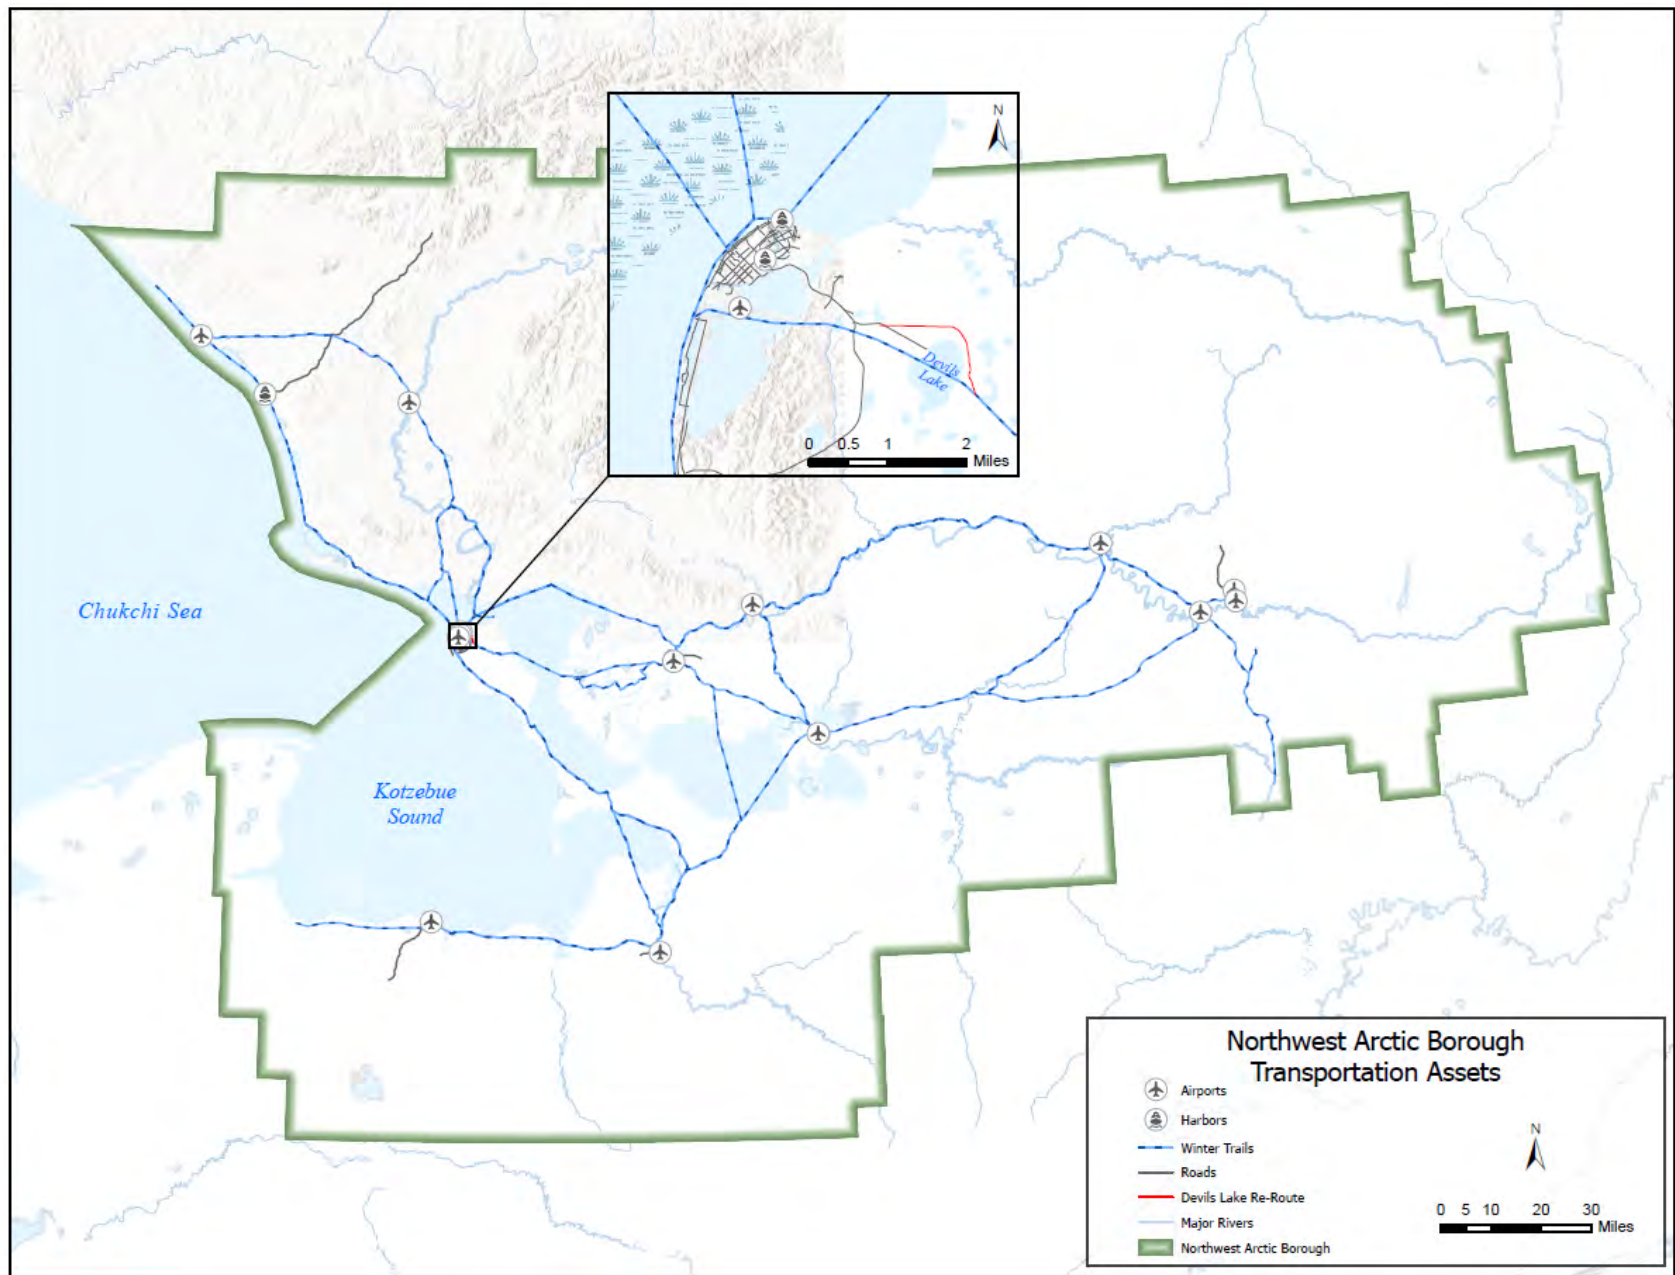 N
Devils
Lake
0 0.5 1 2
Miles
Chukchi Sea
Kotzebue
Sound
Northwest Arctic Borough
Transportation Assets
Airports
Harbors
Winter Trails
Roads
Devils Lake Re-Route
Major Rivers
Northwest Arctic Borough
N
0 5 10 20 30
Miles